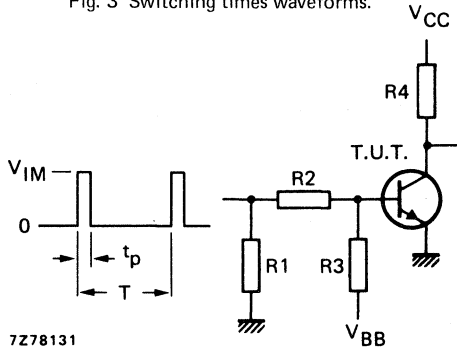 Fig. 3 Switching times waveforms.
VCC
R4
T.U.T.
VIM
R2
0
tp
R1
R3
T
VBB
7Z78131